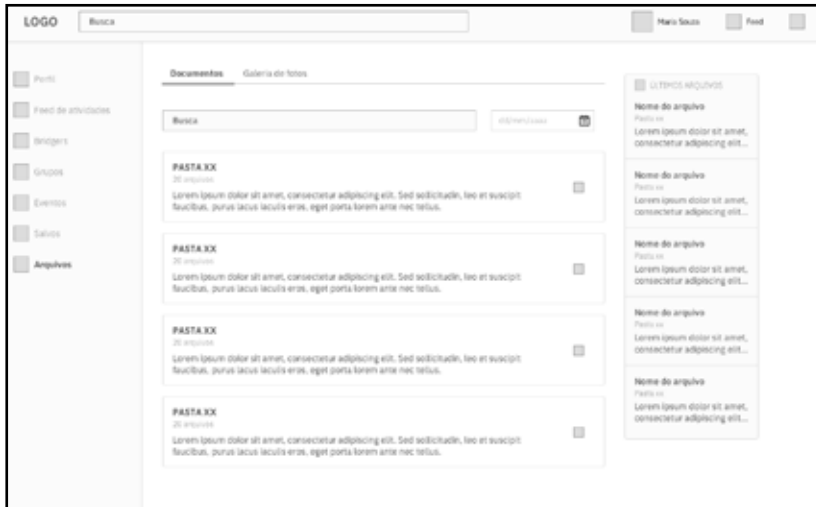 LOGO
Busca
Mario Souza
Feed
Perfil
Feed de atividades
Bridgers
Grupos
Eventos
Salvos
Arquivos
Documentos
Galeria de fotos
Busca
dd/mm/aaaa
PASTA XX
20 arquivos
Lorem ipsum dolor sit amet, consectetur adipiscing elit. Sed sollicitudin, leo et suscipit
faucibus, purus lacus iaculis eros, eget porta lorem ante nec tellus.
PASTA XX
20 arquivos
Lorem ipsum dolor sit amet, consectetur adipiscing elit. Sed sollicitudin, leo et suscipit
faucibus, purus lacus iaculis eros, eget porta lorem ante nec tellus.
PASTA XX
20 arquivos
Lorem ipsum dolor sit amet, consectetur adipiscing elit. Sed sollicitudin, leo et suscipit
faucibus, purus lacus iaculis eros, eget porta lorem ante nec tellus.
PASTA XX
20 arquivos
Lorem ipsum dolor sit amet, consectetur adipiscing elit. Sed sollicitudin, leo et suscipit
faucibus, purus lacus iaculis eros, eget porta lorem ante nec tellus.
ÚLTIMOS ARQUIVOS
Nome do arquivo
Pasta xx
Lorem ipsum dolor sit amet,
consectetur adipiscing elit...
Nome do arquivo
Pasta xx
Lorem ipsum dolor sit amet,
consectetur adipiscing elit...
Nome do arquivo
Pasta xx
Lorem ipsum dolor sit amet,
consectetur adipiscing elit...
Nome do arquivo
Pasta xx
Lorem ipsum dolor sit amet,
consectetur adipiscing elit...
Nome do arquivo
Pasta xx
Lorem ipsum dolor sit amet,
consectetur adipiscing elit...